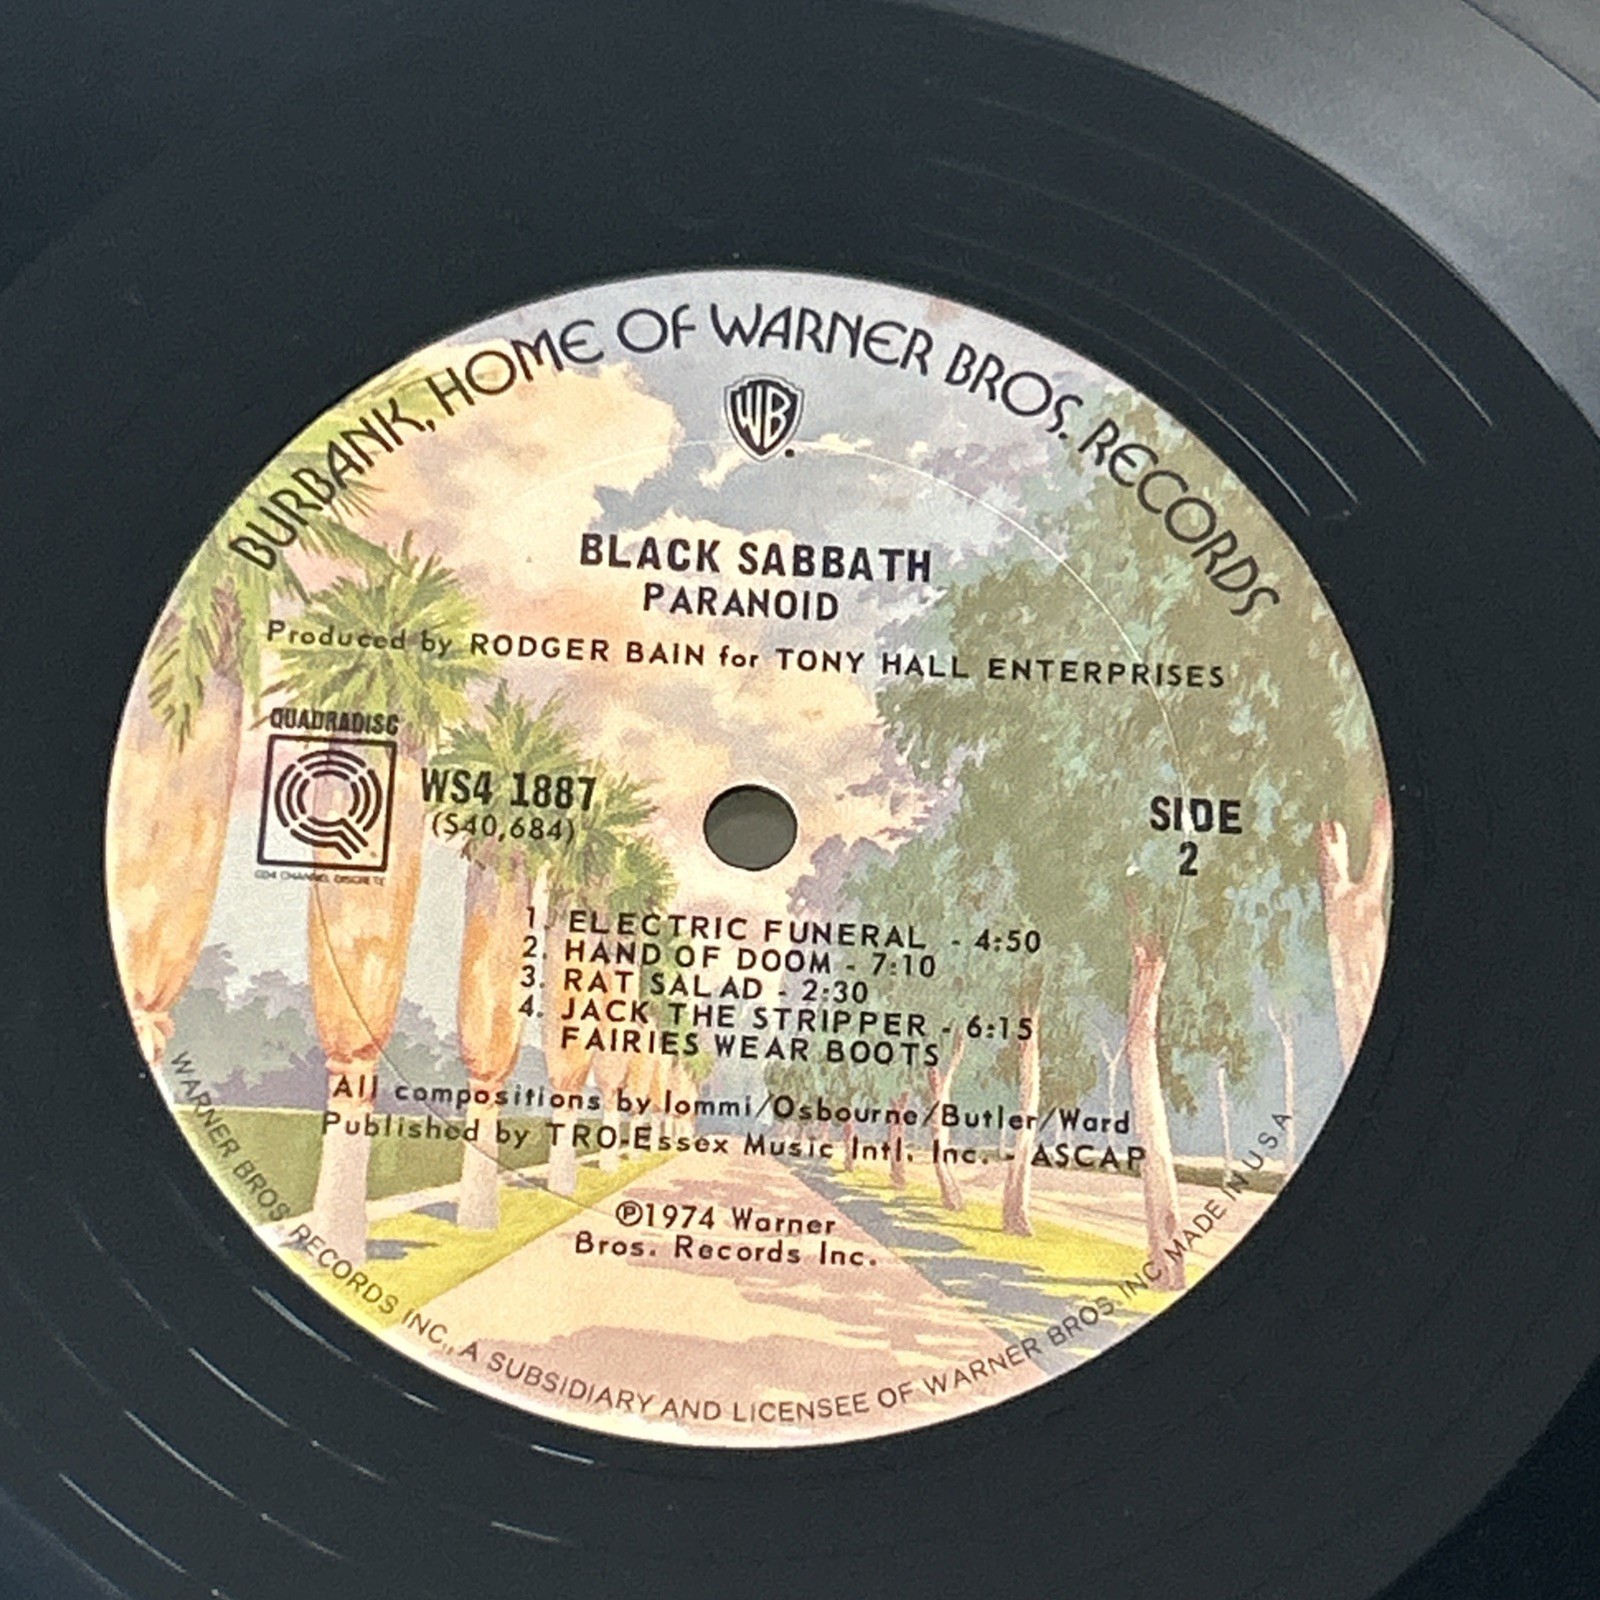 BURBANK, HOME OF WARNER BROS. RECORDS
WB
BLACK SABBATH
PARANOID
Produced by RODGER BAIN for TONY HALL ENTERPRISES
QUADRADISC
CD4 CHANNEL DISCRETE
WS4 1887
(S40,684)
SIDE
2
1. ELECTRIC FUNERAL - 4:50
2. HAND OF DOOM - 7:10
3. RAT SALAD - 2:30
4. JACK THE STRIPPER - 6:15
FAIRIES WEAR BOOTS
All compositions by Iommi/Osbourne/Butler/Ward
Published by TRO-Essex Music Intl. Inc. - ASCAP
Ⓟ1974 Warner
Bros. Records Inc.
WARNER BROS. RECORDS INC., A SUBSIDIARY AND LICENSEE OF WARNER BROS. INC. MADE IN U S A